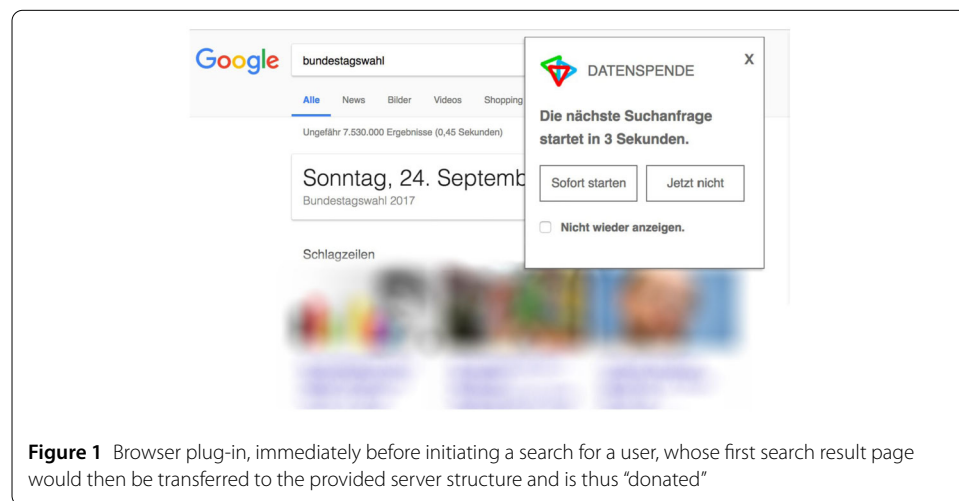 Google
bundestagswahl
Alle News Bilder Videos Shopping
Ungefähr 7.530.000 Ergebnisse (0,45 Sekunden)
Sonntag, 24. Septemb
Bundestagswahl 2017
Schlagzeilen
X
DATENSPENDE
Die nächste Suchanfrage
startet in 3 Sekunden.
Sofort starten Jetzt nicht
Nicht wieder anzeigen.
Figure 1 Browser plug-in, immediately before initiating a search for a user, whose first search result page
would then be transferred to the provided server structure and is thus “donated”